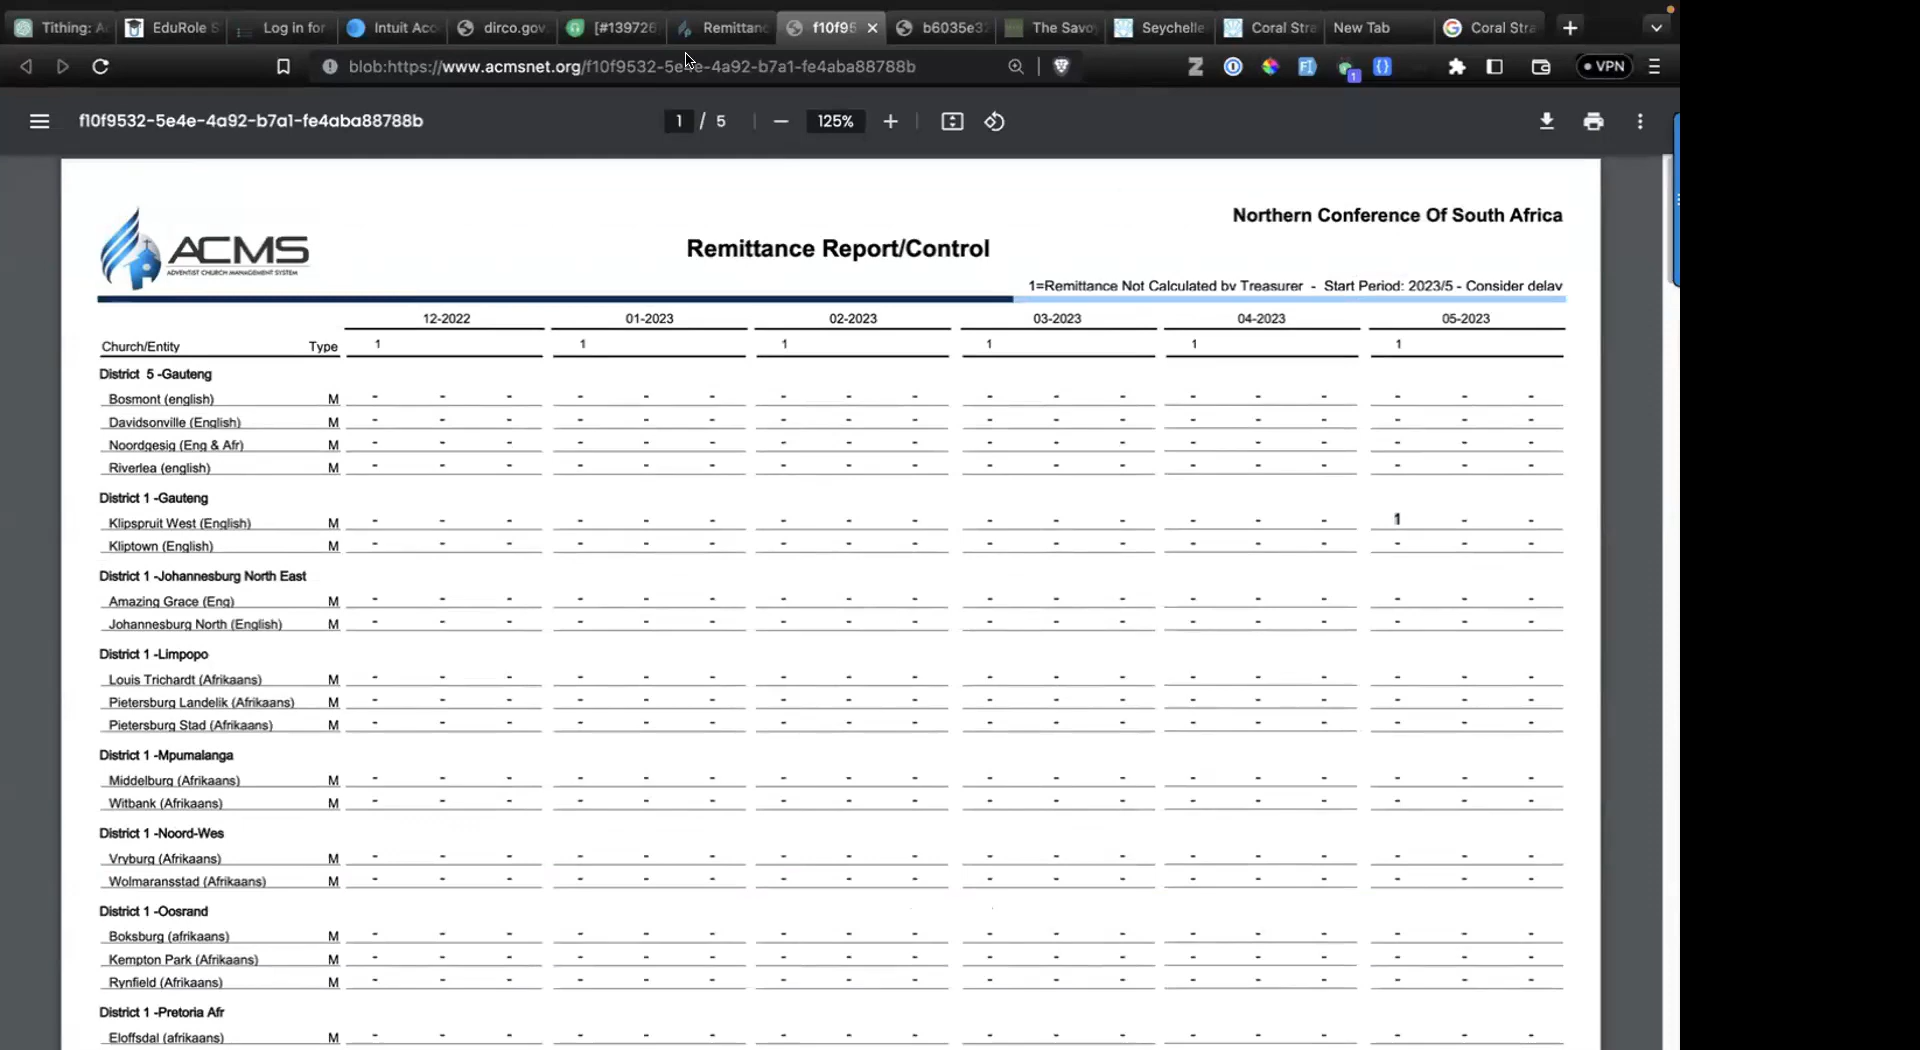 Tithing: A
EduRole S
Log in for
Intuit Acc
dirco.gov.
[#139726
Remittanc
f10f95
b6035e3
The Savoy
Seychelle
Coral Stra
New Tab
Coral Stra
blob:https://www.acmsnet.org/f10f9532-5e4e-4a92-b7a1-fe4aba88788b
VPN
f10f9532-5e4e-4a92-b7a1-fe4aba88788b
1 / 5
125%
Northern Conference Of South Africa
ACMS
ADVENTIST CHURCH MANAGEMENT SYSTEM
Remittance Report/Control
1=Remittance Not Calculated by Treasurer - Start Period: 2023/5 - Consider delay
12-2022 01-2023 02-2023 03-2023 04-2023 05-2023
Church/Entity Type 1 1 1 1 1 1
District 5 -Gauteng
Bosmont (english) M - - - - - - - - - - - - - - - - - -
Davidsonville (English) M - - - - - - - - - - - - - - - - - -
Noordgesig (Eng & Afr) M - - - - - - - - - - - - - - - - - -
Riverlea (english) M - - - - - - - - - - - - - - - - - -
District 1 -Gauteng
Klipspruit West (English) M - - - - - - - - - - - - - - - 1 - -
Kliptown (English) M - - - - - - - - - - - - - - - - - -
District 1 -Johannesburg North East
Amazing Grace (Eng) M - - - - - - - - - - - - - - - - - -
Johannesburg North (English) M - - - - - - - - - - - - - - - - - -
District 1 -Limpopo
Louis Trichardt (Afrikaans) M - - - - - - - - - - - - - - - - - -
Pietersburg Landelik (Afrikaans) M - - - - - - - - - - - - - - - - - -
Pietersburg Stad (Afrikaans) M - - - - - - - - - - - - - - - - - -
District 1 -Mpumalanga
Middelburg (Afrikaans) M - - - - - - - - - - - - - - - - - -
Witbank (Afrikaans) M - - - - - - - - - - - - - - - - - -
District 1 -Noord-Wes
Vryburg (Afrikaans) M - - - - - - - - - - - - - - - - - -
Wolmaransstad (Afrikaans) M - - - - - - - - - - - - - - - - - -
District 1 -Oosrand
Boksburg (afrikaans) M - - - - - - - - - - - - - - - - - -
Kempton Park (Afrikaans) M - - - - - - - - - - - - - - - - - -
Rynfield (Afrikaans) M - - - - - - - - - - - - - - - - - -
District 1 -Pretoria Afr
Eloffsdal (afrikaans) M - - - - - - - - - - - - - - - - - -